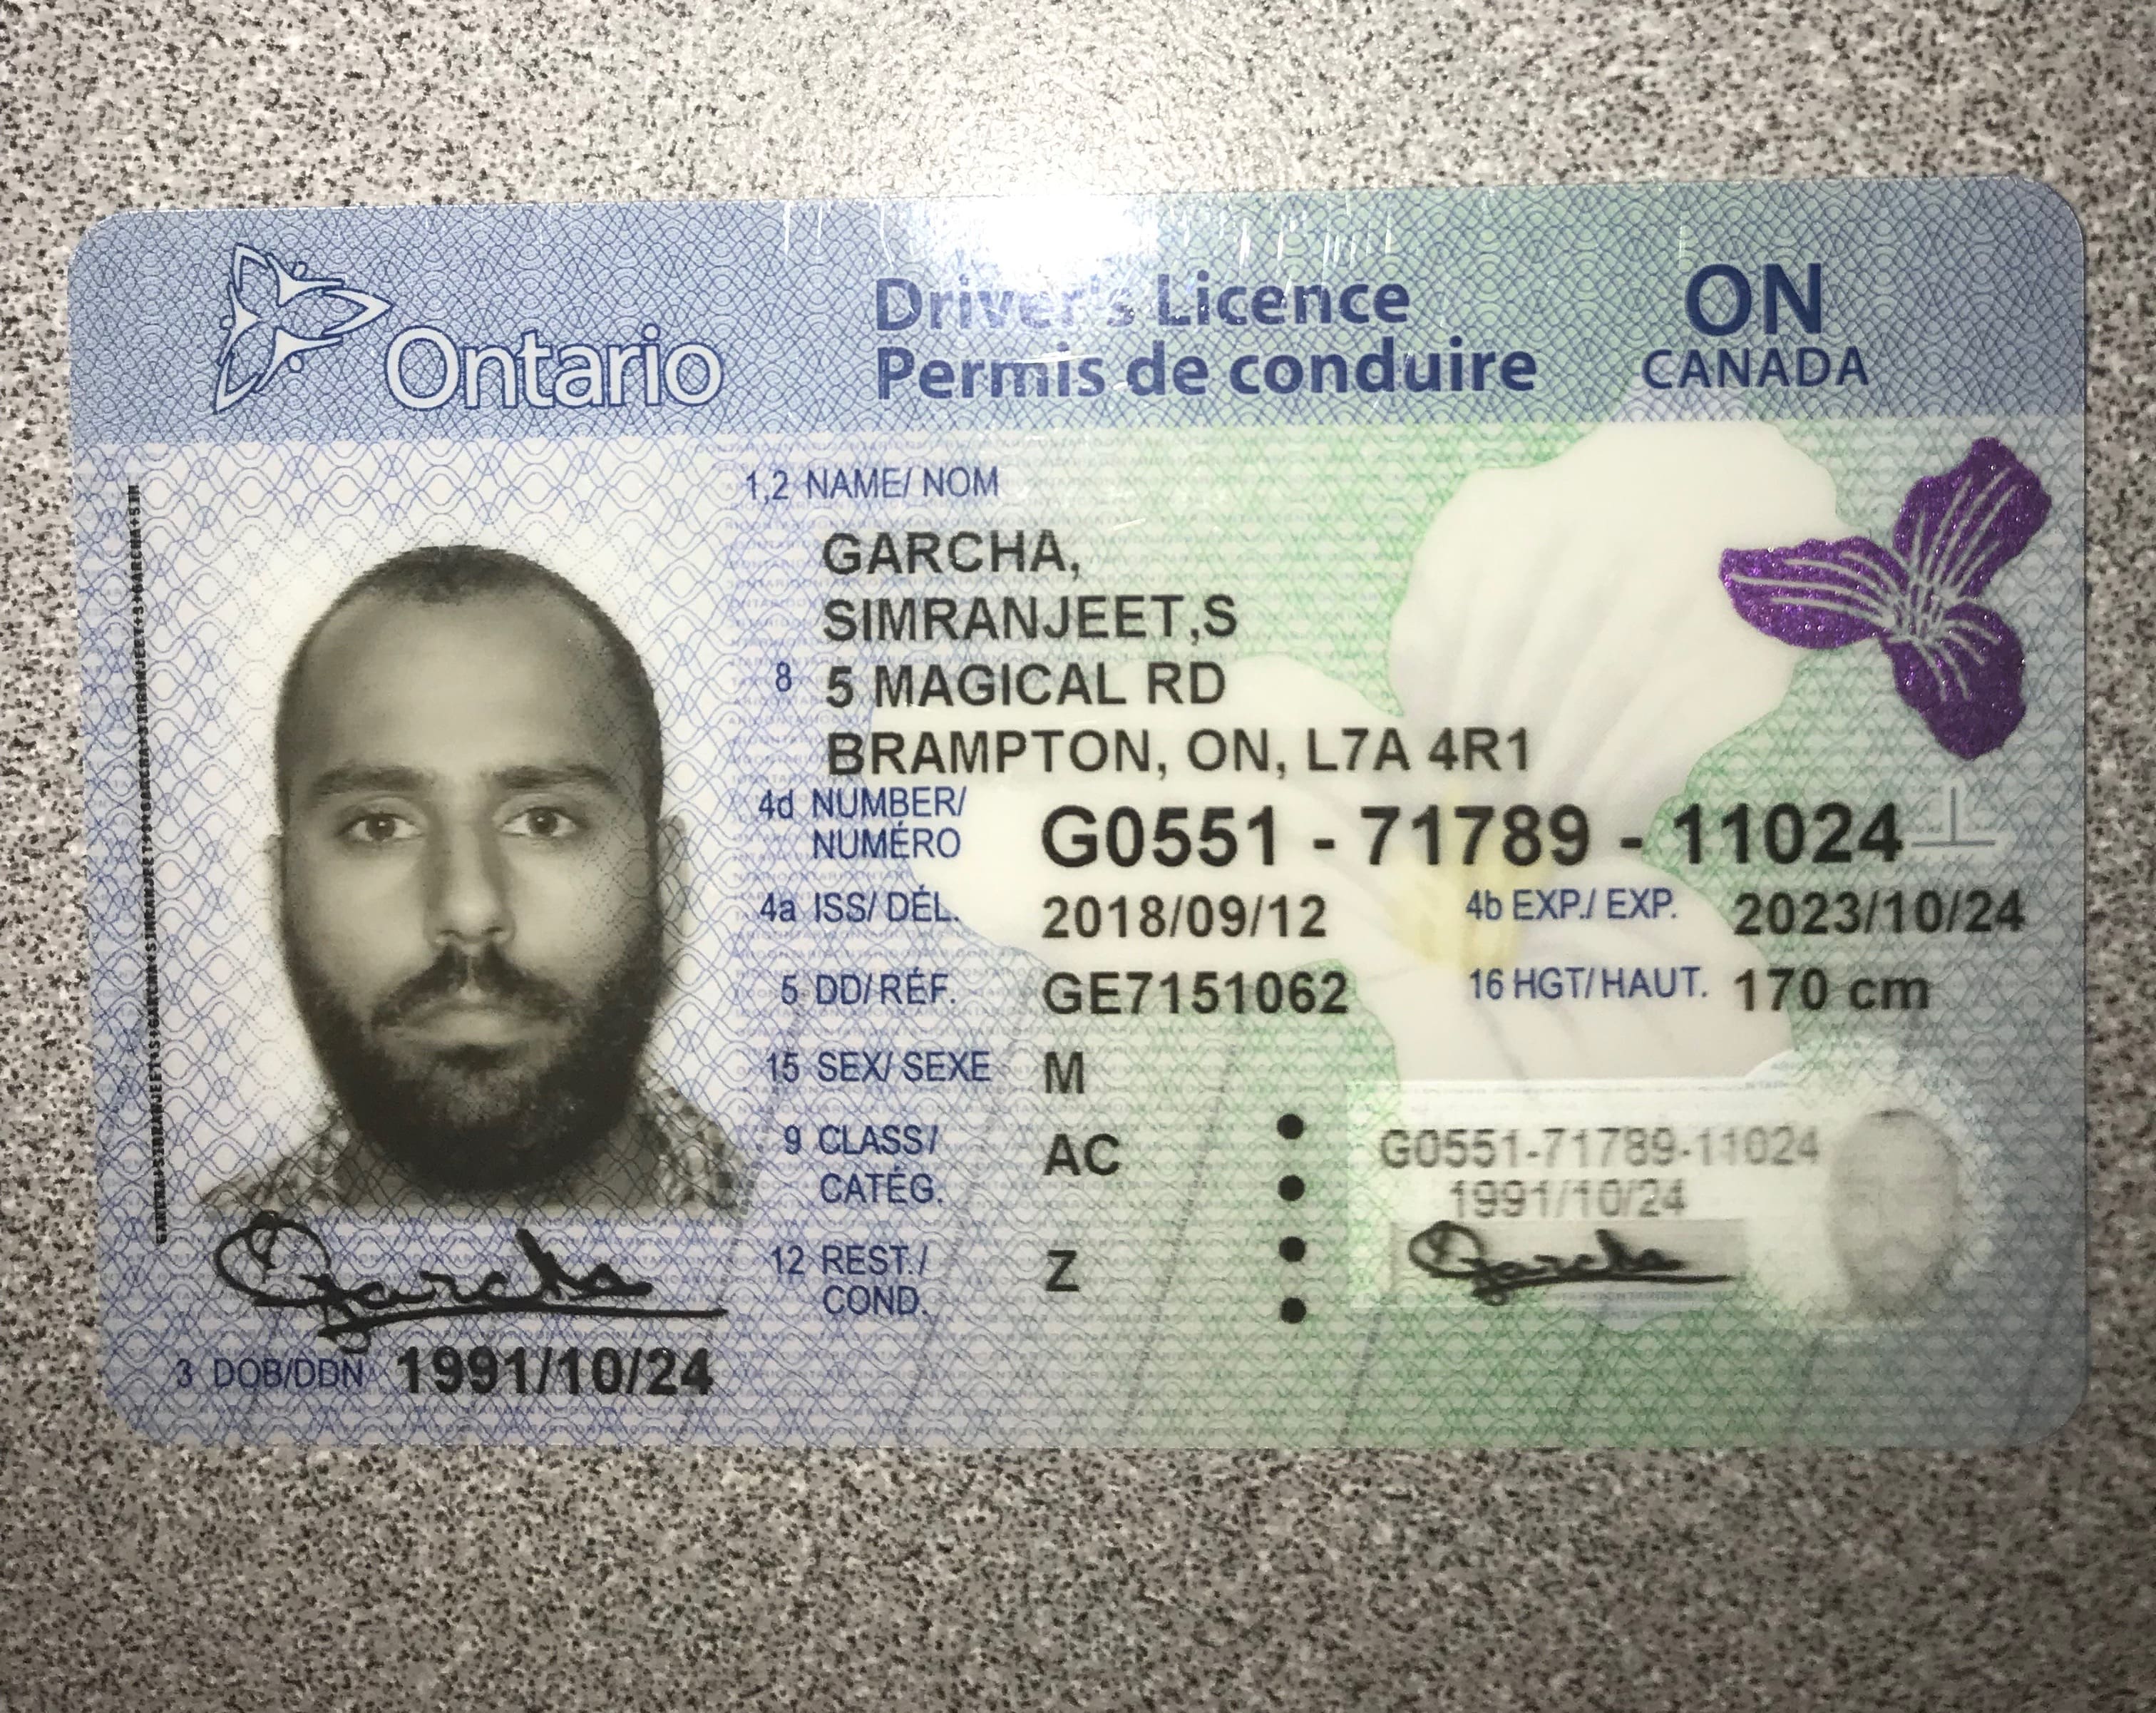 Ontario
Driver's Licence
Permis de conduire
ON
CANADA
1,2 NAME/ NOM
GARCHA,
SIMRANJEET,S
8 5 MAGICAL RD
BRAMPTON, ON, L7A 4R1
4d NUMBER/
NUMÉRO
G0551 - 71789 - 11024
4a ISS/ DÉL. 2018/09/12 4b EXP./ EXP. 2023/10/24
5 DD/RÉF. GE7151062 16 HGT/HAUT. 170 cm
15 SEX/ SEXE M
9 CLASS/
CATÉG.
AC
12 REST./
COND.
Z
G0551-71789-11024
1991/10/24
Garcha
Garcha
3 DOB/DDN 1991/10/24